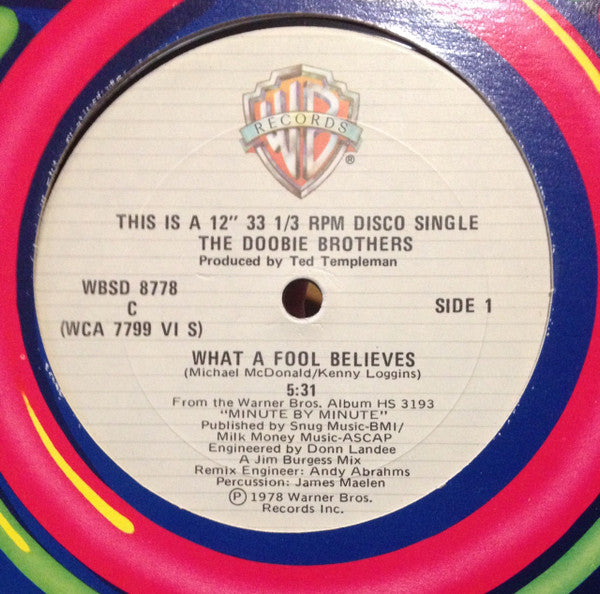 WB
RECORDS
®
THIS IS A 12" 33 1/3 RPM DISCO SINGLE
THE DOOBIE BROTHERS
Produced by Ted Templeman
WBSD 8778
C
(WCA 7799 VI S)
SIDE 1
WHAT A FOOL BELIEVES
(Michael McDonald/Kenny Loggins)
5:31
From the Warner Bros. Album HS 3193
"MINUTE BY MINUTE"
Published by Snug Music-BMI/
Milk Money Music-ASCAP
Engineered by Donn Landee
A Jim Burgess Mix
Remix Engineer: Andy Abrahms
Percussion: James Maelen
Ⓟ 1978 Warner Bros.
Records Inc.